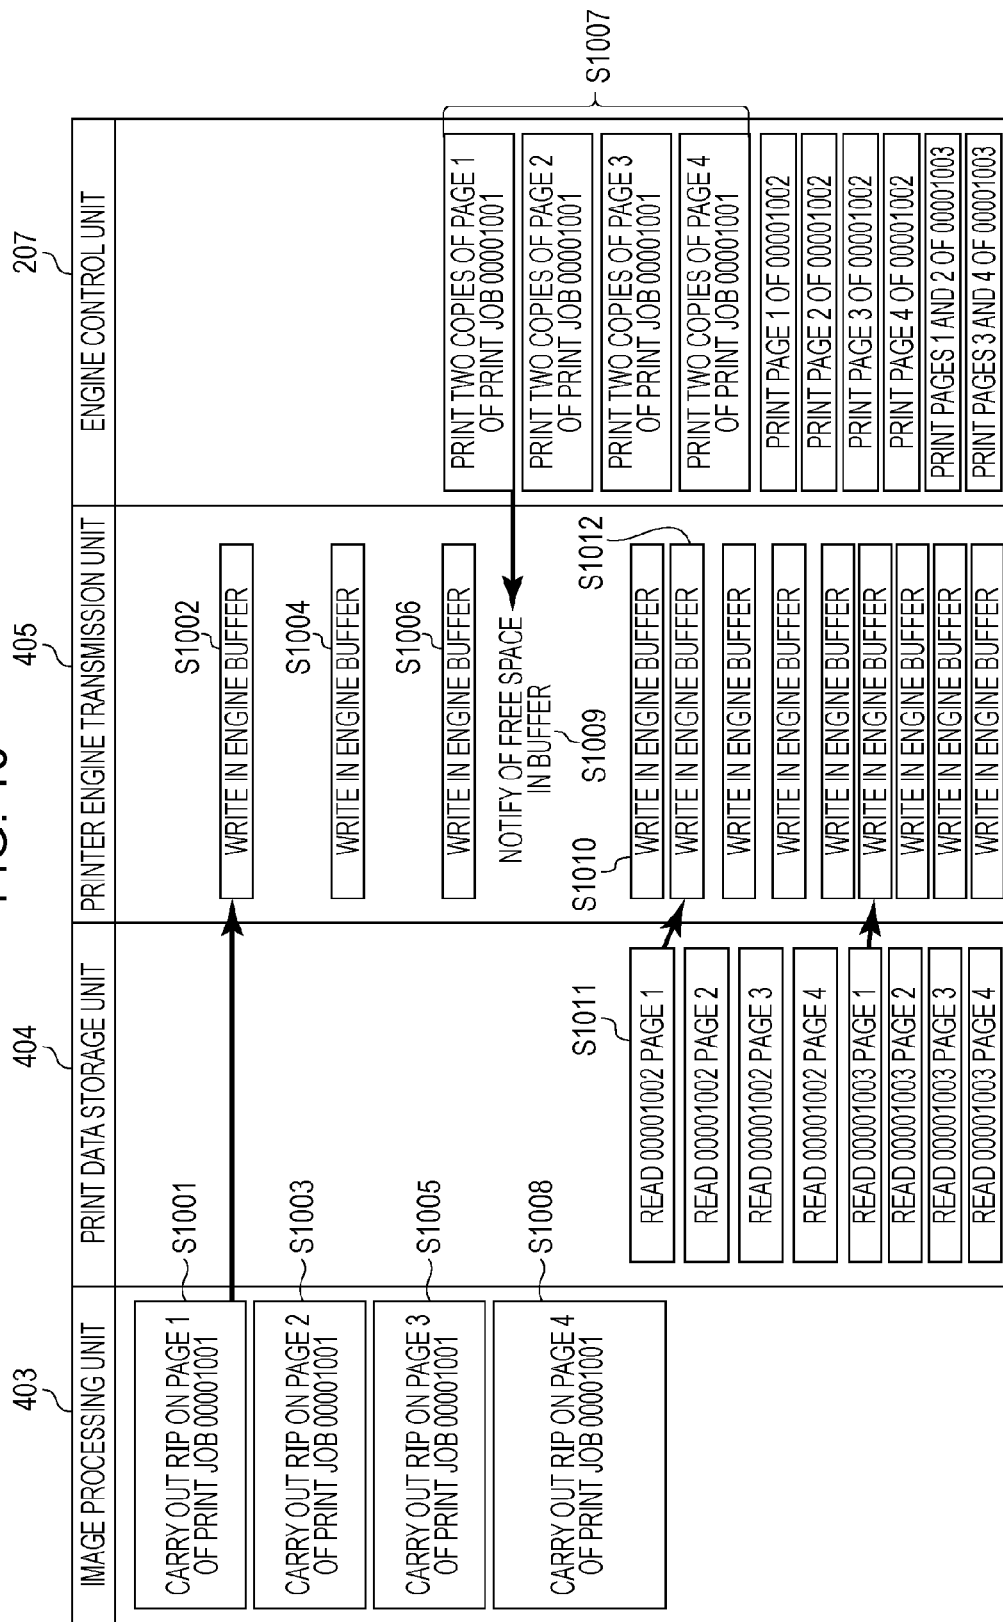 FIG. 10
403
404
405
207
IMAGE PROCESSING UNIT
PRINT DATA STORAGE UNIT
PRINTER ENGINE TRANSMISSION UNIT
ENGINE CONTROL UNIT
CARRY OUT RIP ON PAGE 1
OF PRINT JOB 00001001
S1001
CARRY OUT RIP ON PAGE 2
OF PRINT JOB 00001001
S1003
CARRY OUT RIP ON PAGE 3
OF PRINT JOB 00001001
S1005
CARRY OUT RIP ON PAGE 4
OF PRINT JOB 00001001
S1008
S1011
READ 00001002 PAGE 1
READ 00001002 PAGE 2
READ 00001002 PAGE 3
READ 00001002 PAGE 4
READ 00001003 PAGE 1
READ 00001003 PAGE 2
READ 00001003 PAGE 3
READ 00001003 PAGE 4
S1002
WRITE IN ENGINE BUFFER
S1004
WRITE IN ENGINE BUFFER
S1006
WRITE IN ENGINE BUFFER
NOTIFY OF FREE SPACE
IN BUFFER
S1009
S1010
S1012
WRITE IN ENGINE BUFFER
WRITE IN ENGINE BUFFER
WRITE IN ENGINE BUFFER
WRITE IN ENGINE BUFFER
WRITE IN ENGINE BUFFER
WRITE IN ENGINE BUFFER
WRITE IN ENGINE BUFFER
WRITE IN ENGINE BUFFER
WRITE IN ENGINE BUFFER
PRINT TWO COPIES OF PAGE 1
OF PRINT JOB 00001001
PRINT TWO COPIES OF PAGE 2
OF PRINT JOB 00001001
PRINT TWO COPIES OF PAGE 3
OF PRINT JOB 00001001
PRINT TWO COPIES OF PAGE 4
OF PRINT JOB 00001001
S1007
PRINT PAGE 1 OF 00001002
PRINT PAGE 2 OF 00001002
PRINT PAGE 3 OF 00001002
PRINT PAGE 4 OF 00001002
PRINT PAGES 1 AND 2 OF 00001003
PRINT PAGES 3 AND 4 OF 00001003